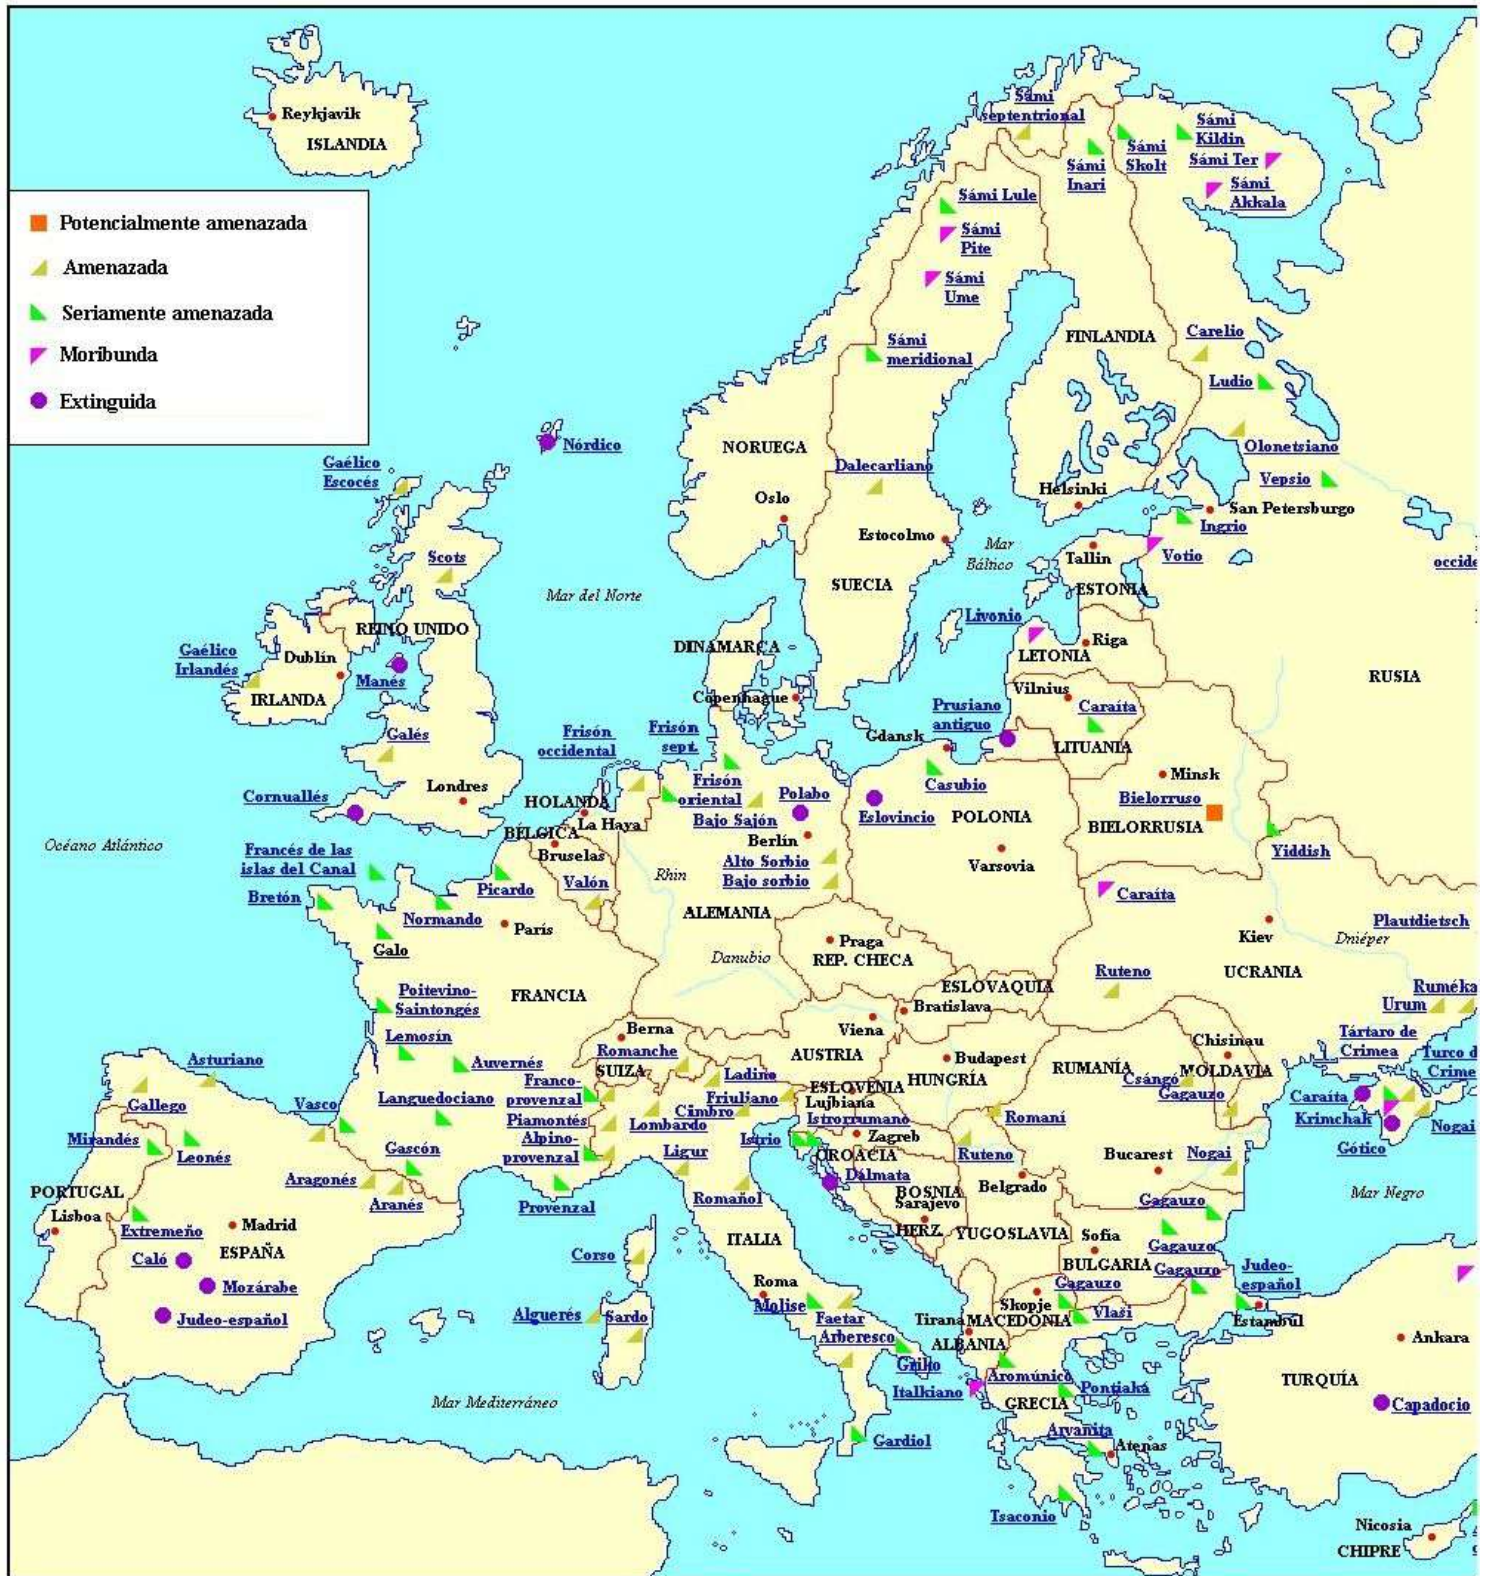 Reykjavik
ISLANDIA
Potencialmente amenazada
Amenazada
Seriamente amenazada
Moribunda
Extinguida
Sámi
septentrional
Sámi
Kildin
Sámi
Skolt
Sámi Ter
Sámi
Inari
Sámi
Akkala
Sámi Lule
Sámi
Pite
Sámi
Ume
Sámi
meridional
FINLANDIA
Carelio
Ludio
Nórdico
NORUEGA
Olonetsiano
Gaélico
Escocés
Dalecarliano
Vepsio
Helsinki
Oslo
San Petersburgo
Ingrio
Estocolmo
Mar
Báltico
Tallin
Votio
Scots
occide
SUECIA
ESTONIA
Mar del Norte
Livonio
REINO UNIDO
Riga
DINAMARCA
LETONIA
Gaélico
Irlandés
Dublín
Manés
RUSIA
IRLANDA
Copenhague
Vilnius
Prusiano
antiguo
Caraíta
Frisón
occidental
Frisón
sept.
Galés
Gdansk
LITUANIA
Minsk
Londres
Frisón
oriental
Polabo
Casubio
Bielorruso
Cornuallés
HOLANDA
La Haya
Bajo Sajón
Eslovincio
POLONIA
BIELORRUSIA
BÉLGICA
Bruselas
Berlín
Océano Atlántico
Francés de las
islas del Canal
Alto Sorbio
Bajo sorbio
Varsovia
Yiddish
Rhin
Picardo
Valón
Bretón
Normando
Caraíta
ALEMANIA
Plautdietsch
París
Galo
Praga
REP. CHECA
Kiev
Dniéper
Danubio
Ruteno
UCRANIA
Poitevino-
Saintongés
FRANCIA
ESLOVAQUIA
Bratislava
Ruméka
Urum
Berna
Viena
Lemosín
Romanche
SUIZA
AUSTRIA
Budapest
HUNGRÍA
RUMANÍA
Chisinau
MOLDAVIA
Tártaro de
Crimea
Turco d
Crime
Asturiano
Auvernés
Ladino
Csángó
Gagauzo
Franco-
provenzal
ESLOVENIA
Lujbiana
Friuliano
Caraíta
Gallego
Vasco
Languedociano
Piamontés
Lombardo
Cimbro
Istrorrumano
Romaní
Krimchak
Nogai
Mirandés
Leonés
Gascón
Alpino-
provenzal
Ligur
Istrio
Zagreb
CROACIA
Ruteno
Bucarest
Nogai
Gótico
Aragonés
Aranés
Dálmata
Belgrado
PORTUGAL
Lisboa
Provenzal
Romañol
BOSNIA
Sarajevo
HERZ.
Gagauzo
Mar Negro
Extremeño
Madrid
ESPAÑA
ITALIA
YUGOSLAVIA
Sofía
BULGARIA
Gagauzo
Caló
Corso
Gagauzo
Gagauzo
Judeo-
español
Mozárabe
Roma
Molise
Skopje
Vlaši
Estambul
Judeo-español
Alguerés
Sardo
Faetar
Tirana
MACEDONIA
ALBANIA
Arberesco
Griko
Ankara
Italkiano
Aromúnico
Pontiaká
TURQUÍA
Mar Mediterráneo
GRECIA
Capadocio
Gardiol
Arvanita
Atenas
Tsaconio
Nicosia
CHIPRE